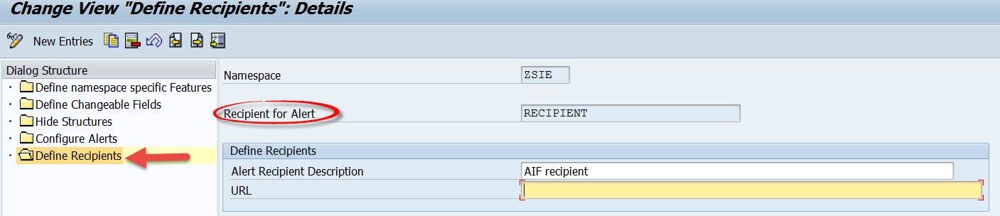 Change View "Define Recipients": Details
New Entries
Dialog Structure
Define namespace specific Features
Define Changeable Fields
Hide Structures
Configure Alerts
Define Recipients
Namespace ZSIE
Recipient for Alert RECIPIENT
Define Recipients
Alert Recipient Description AIF recipient
URL